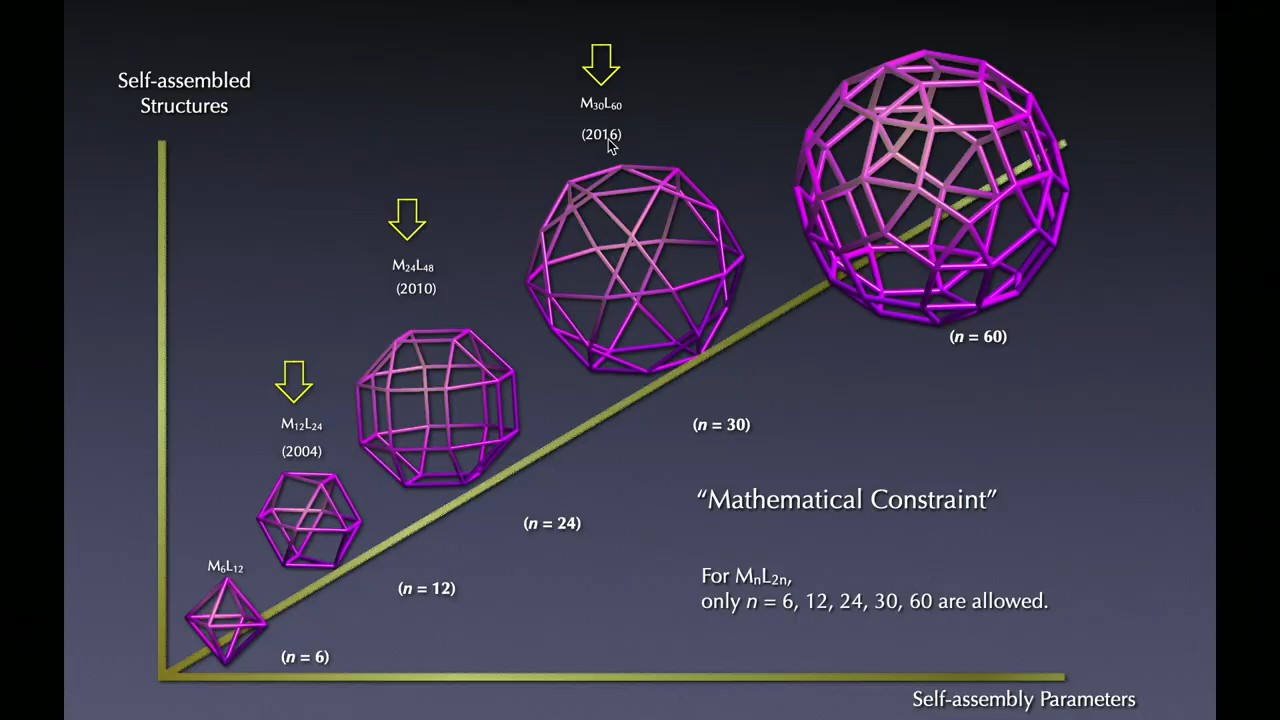 Self-assembled
Structures
M₃₀L₆₀
(2016)
M₂₄L₄₈
(2010)
(n = 60)
M₁₂L₂₄
(2004)
(n = 30)
"Mathematical Constraint"
(n = 24)
M₆L₁₂
(n = 12)
For MₙL₂ₙ,
only n = 6, 12, 24, 30, 60 are allowed.
(n = 6)
Self-assembly Parameters